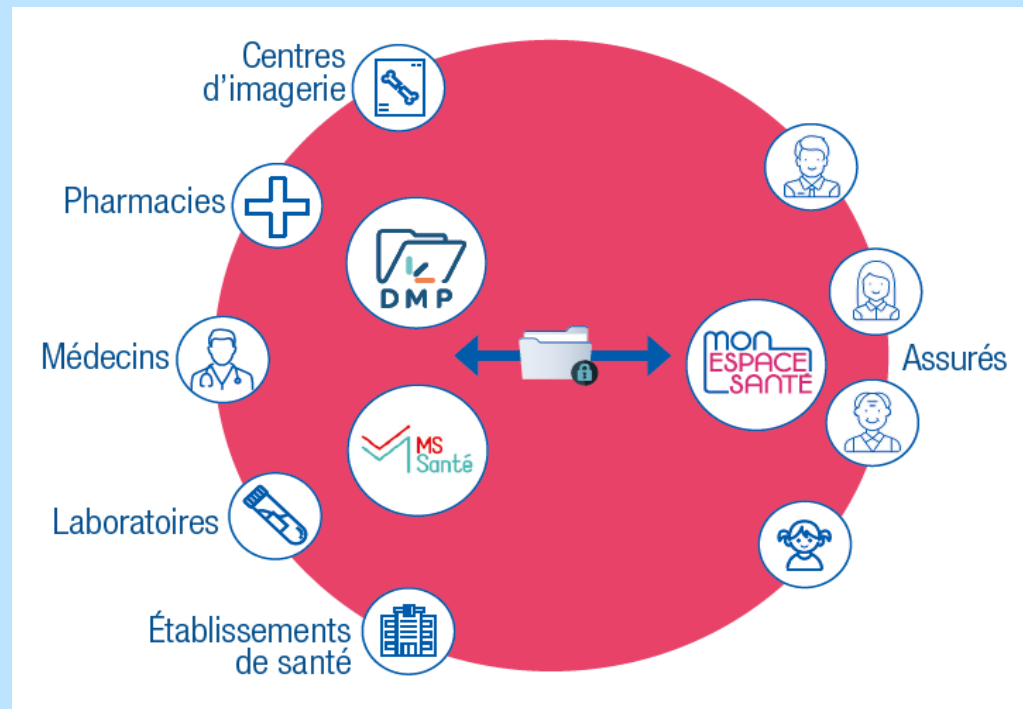 Centres
d'imagerie
Pharmacies
DMP
Médecins
mon
ESPACE
SANTÉ
Assurés
MS
Santé
Laboratoires
Établissements
de santé